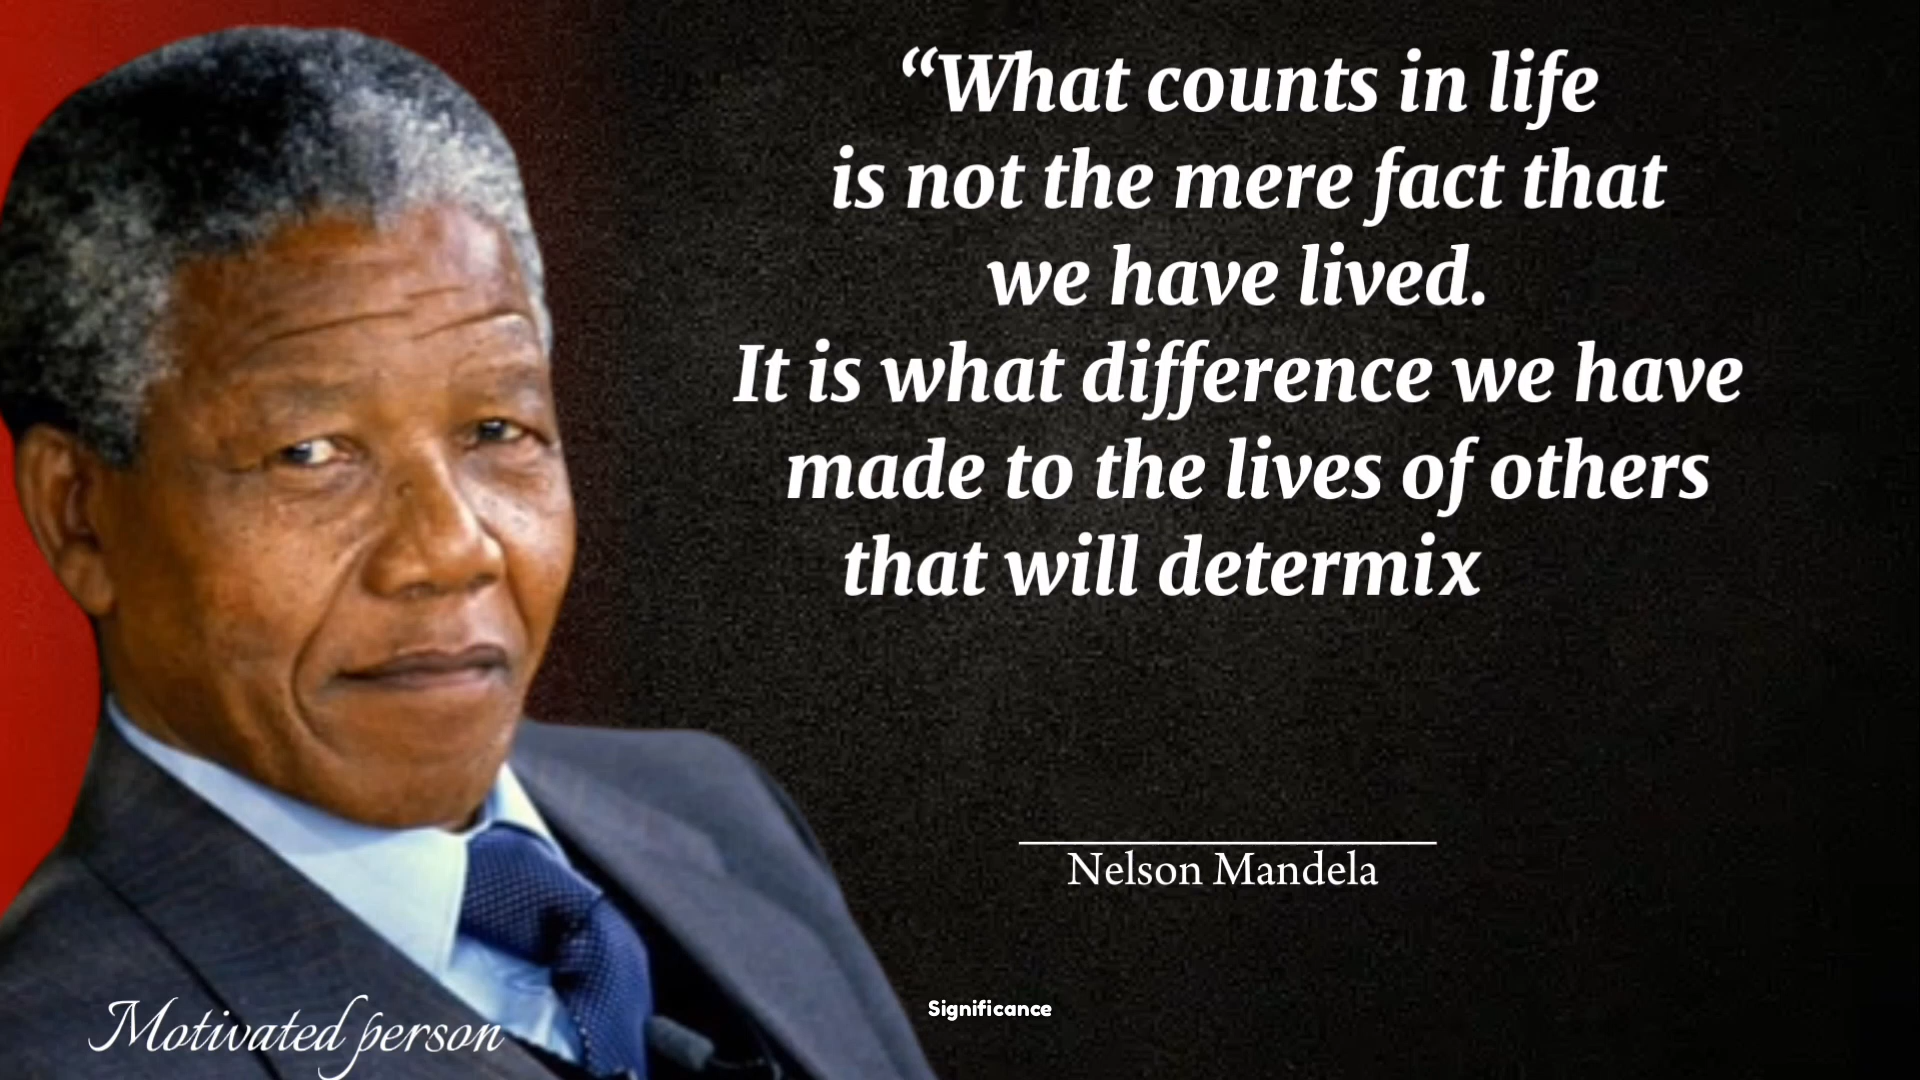 “What counts in life
is not the mere fact that
we have lived.
It is what difference we have
made to the lives of others
that will determix
Nelson Mandela
Significance
Motivated person